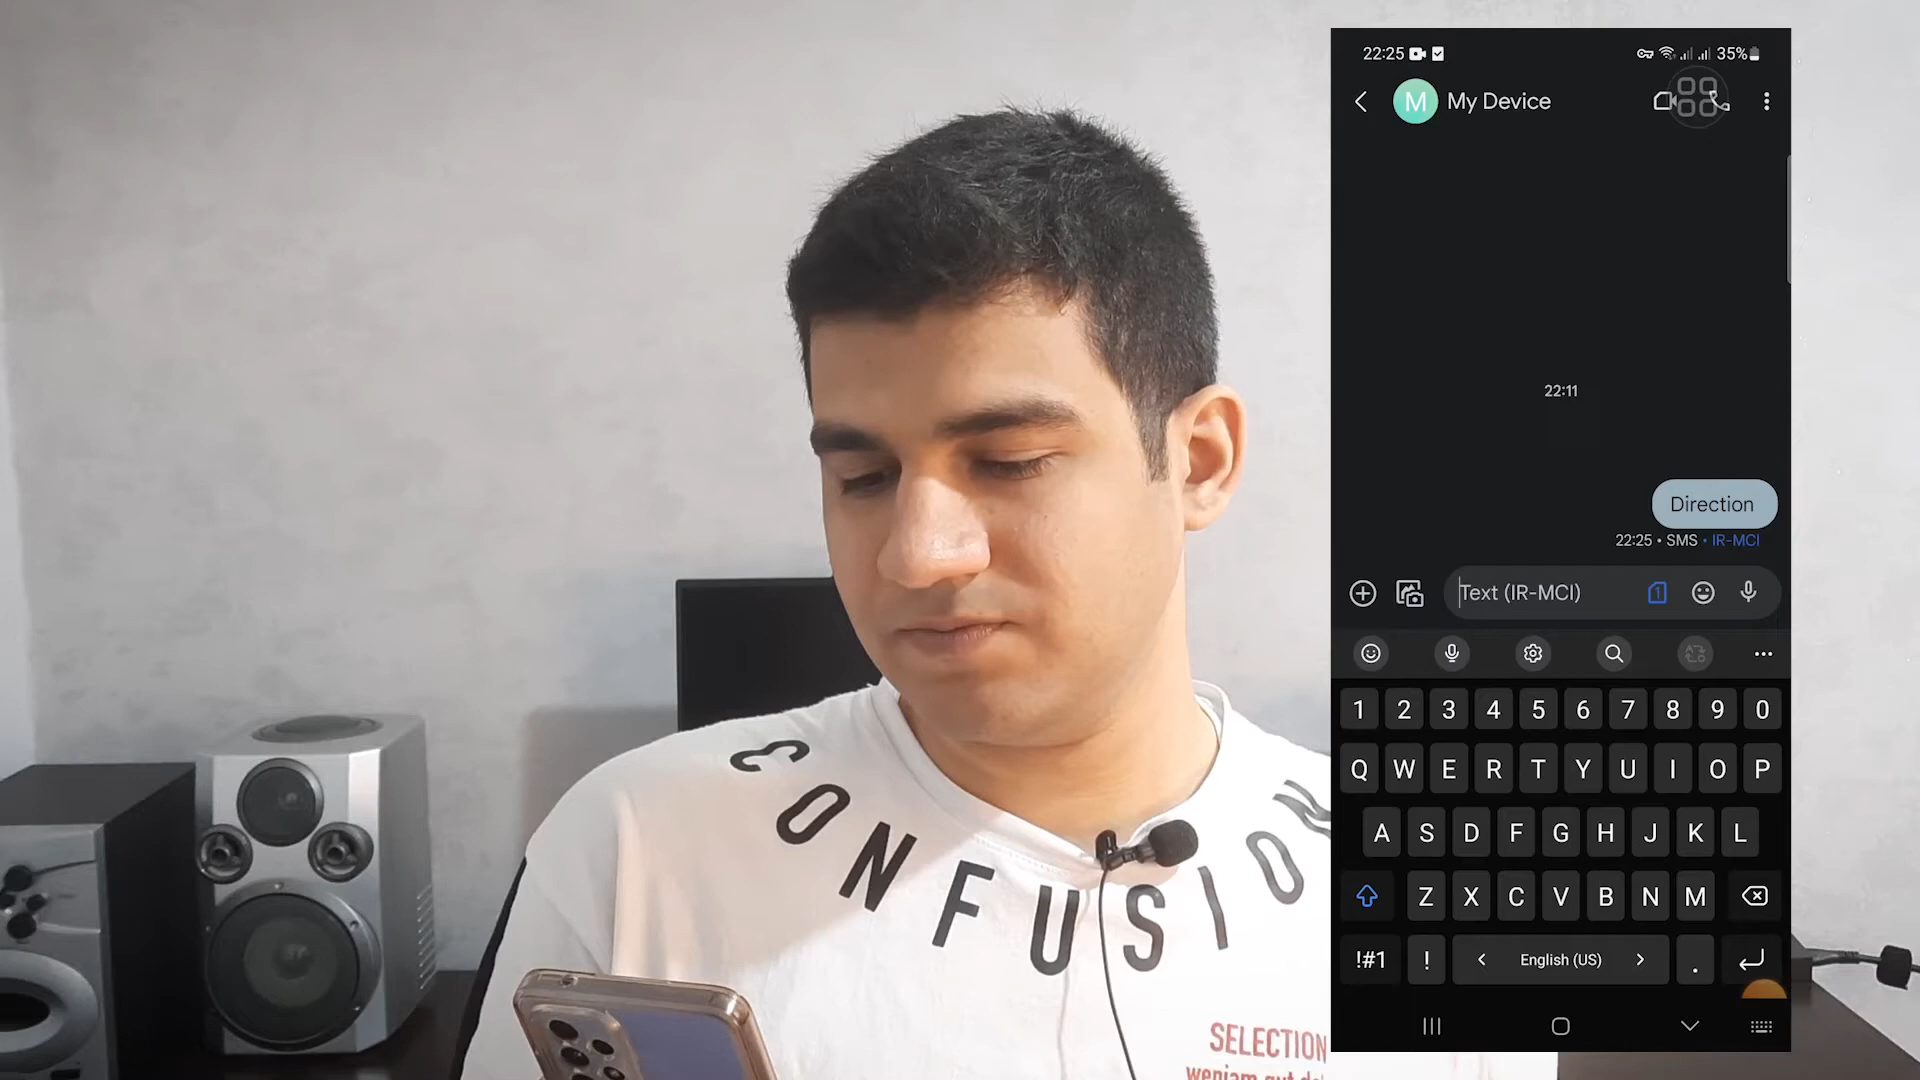 22:25
35%
M
My Device
22:11
Direction
22:25 • SMS • IR-MCI
Text (IR-MCI)
1
1 2 3 4 5 6 7 8 9 0
Q W E R T Y U I O P
A S D F G H J K L
Z X C V B N M
!#1 ! < English (US) > .
CONFUSION
SELECTION